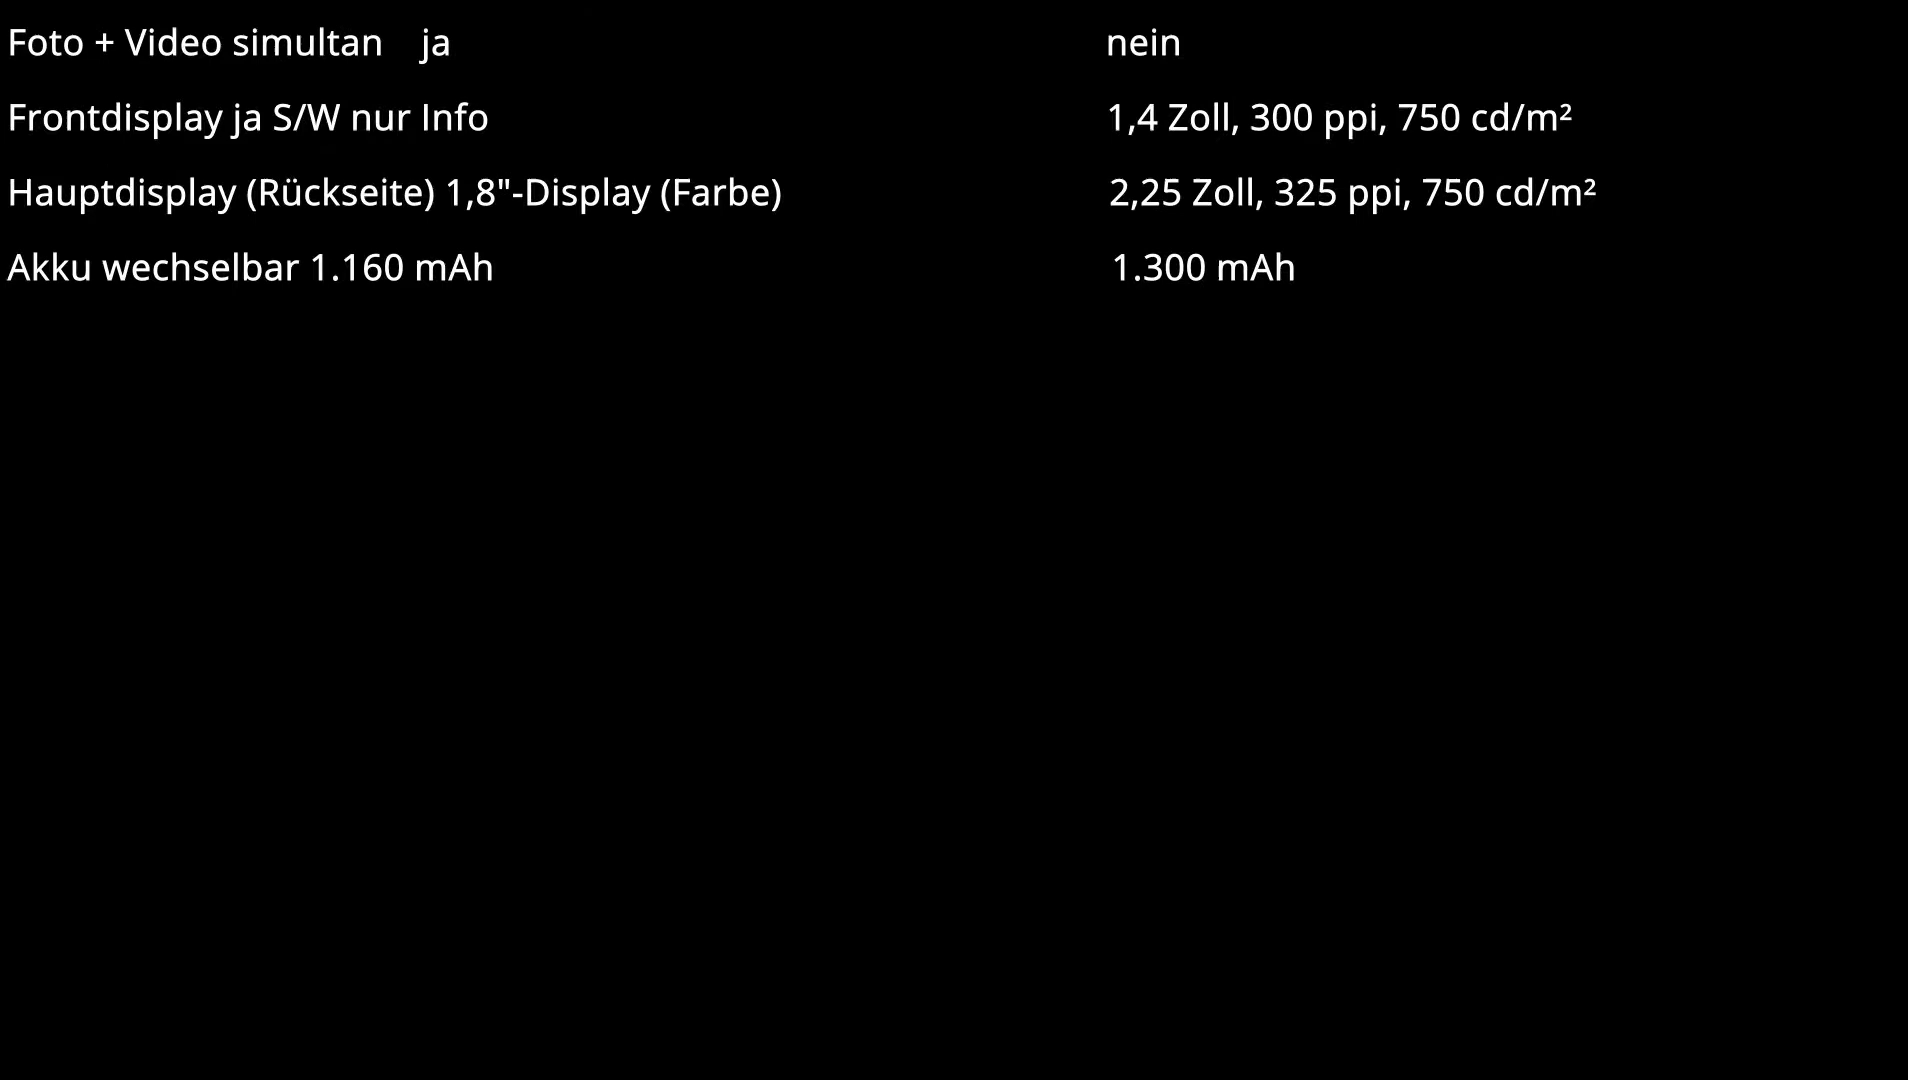 Foto + Video simultan ja nein
Frontdisplay ja S/W nur Info 1,4 Zoll, 300 ppi, 750 cd/m²
Hauptdisplay (Rückseite) 1,8"-Display (Farbe) 2,25 Zoll, 325 ppi, 750 cd/m²
Akku wechselbar 1.160 mAh 1.300 mAh